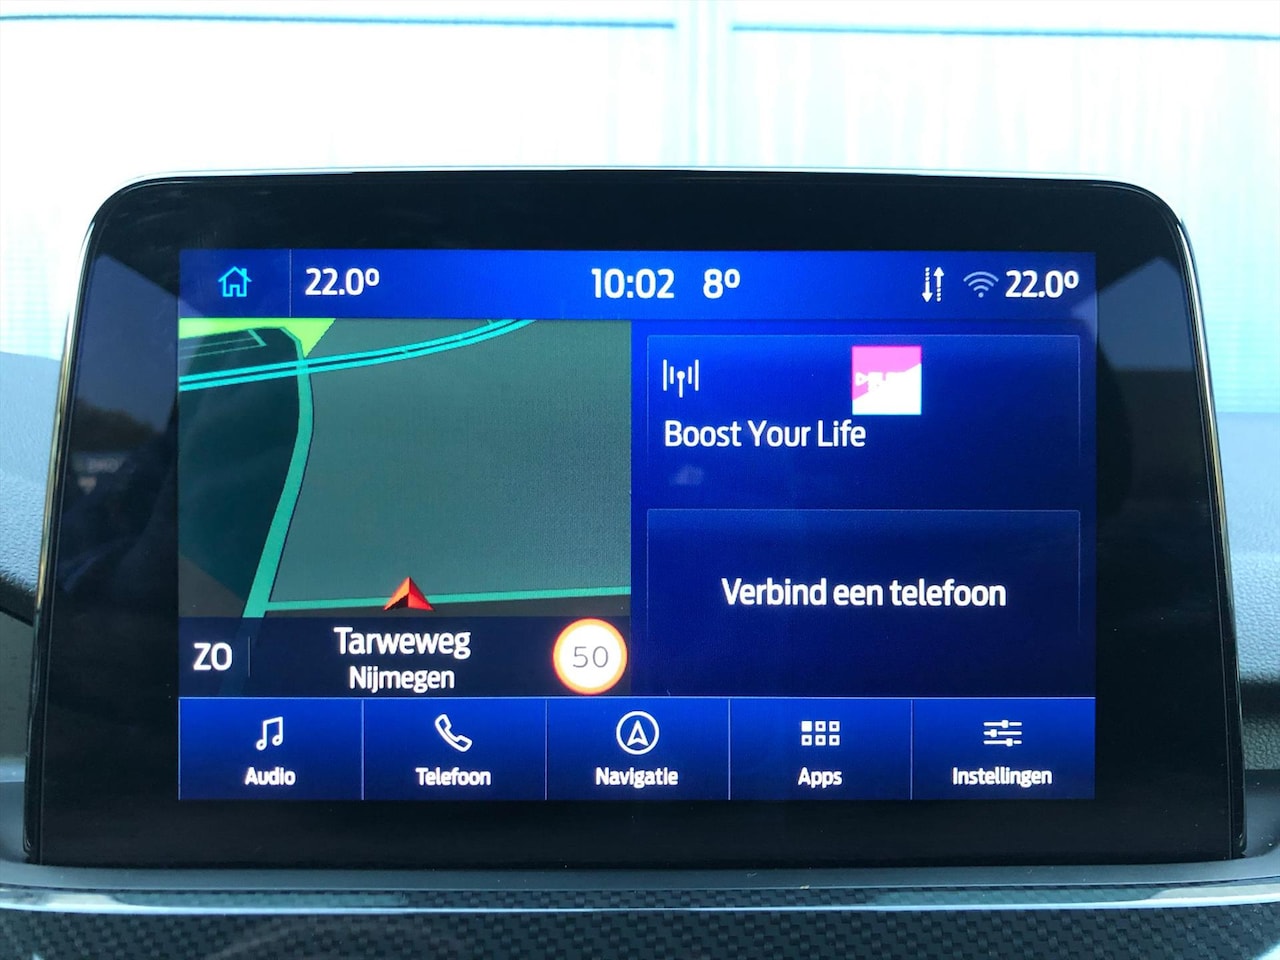 22.0º
10:02 8º
22.0º
Boost Your Life
Verbind een telefoon
ZO
Tarweweg
Nijmegen
50
Audio
Telefoon
Navigatie
Apps
Instellingen